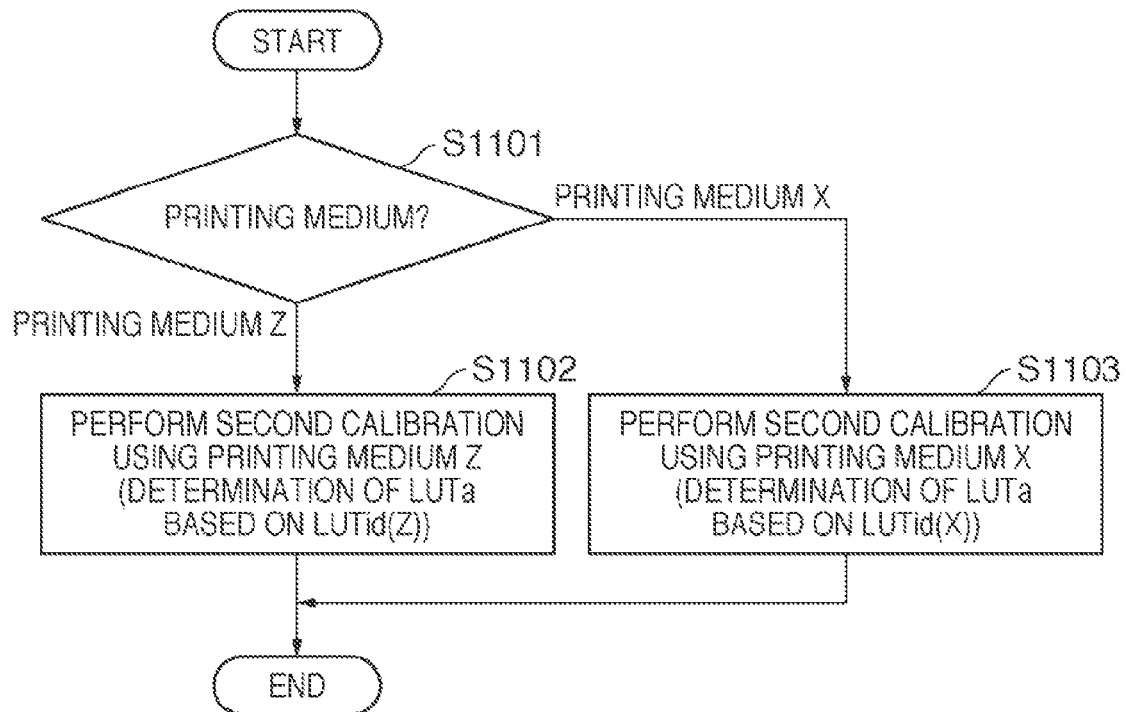 START
S1101
PRINTING MEDIUM?
PRINTING MEDIUM X
PRINTING MEDIUM Z
S1102
PERFORM SECOND CALIBRATION
USING PRINTING MEDIUM Z
(DETERMINATION OF LUTa
BASED ON LUTid(Z))
S1103
PERFORM SECOND CALIBRATION
USING PRINTING MEDIUM X
(DETERMINATION OF LUTa
BASED ON LUTid(X))
END